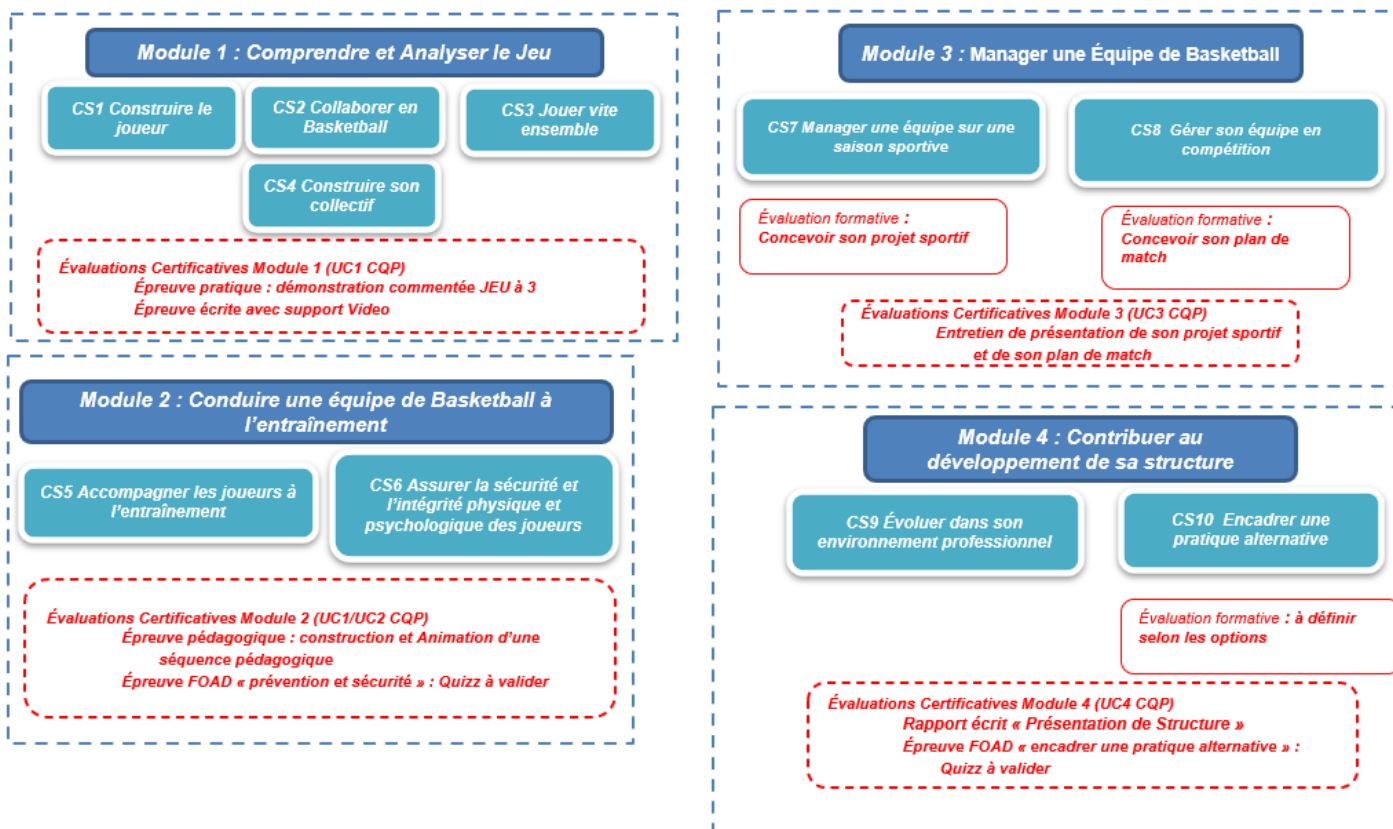 Module 1 : Comprendre et Analyser le Jeu
CS1 Construire le
joueur
CS2 Collaborer en
Basketball
CS3 Jouer vite
ensemble
CS4 Construire son
collectif
Évaluations Certificatives Module 1 (UC1 CQP)
Épreuve pratique : démonstration commentée JEU à 3
Épreuve écrite avec support Video
Module 2 : Conduire une équipe de Basketball à
l'entraînement
CS5 Accompagner les joueurs à
l'entraînement
CS6 Assurer la sécurité et
l'intégrité physique et
psychologique des joueurs
Évaluations Certificatives Module 2 (UC1/UC2 CQP)
Épreuve pédagogique : construction et Animation d'une
séquence pédagogique
Épreuve FOAD « prévention et sécurité » : Quizz à valider
Module 3 : Manager une Équipe de Basketball
CS7 Manager une équipe sur une
saison sportive
CS8 Gérer son équipe en
compétition
Évaluation formative :
Concevoir son projet sportif
Évaluation formative :
Concevoir son plan de
match
Évaluations Certificatives Module 3 (UC3 CQP)
Entretien de présentation de son projet sportif
et de son plan de match
Module 4 : Contribuer au
développement de sa structure
CS9 Évoluer dans son
environnement professionnel
CS10 Encadrer une
pratique alternative
Évaluation formative : à définir
selon les options
Évaluations Certificatives Module 4 (UC4 CQP)
Rapport écrit « Présentation de Structure »
Épreuve FOAD « encadrer une pratique alternative » :
Quizz à valider